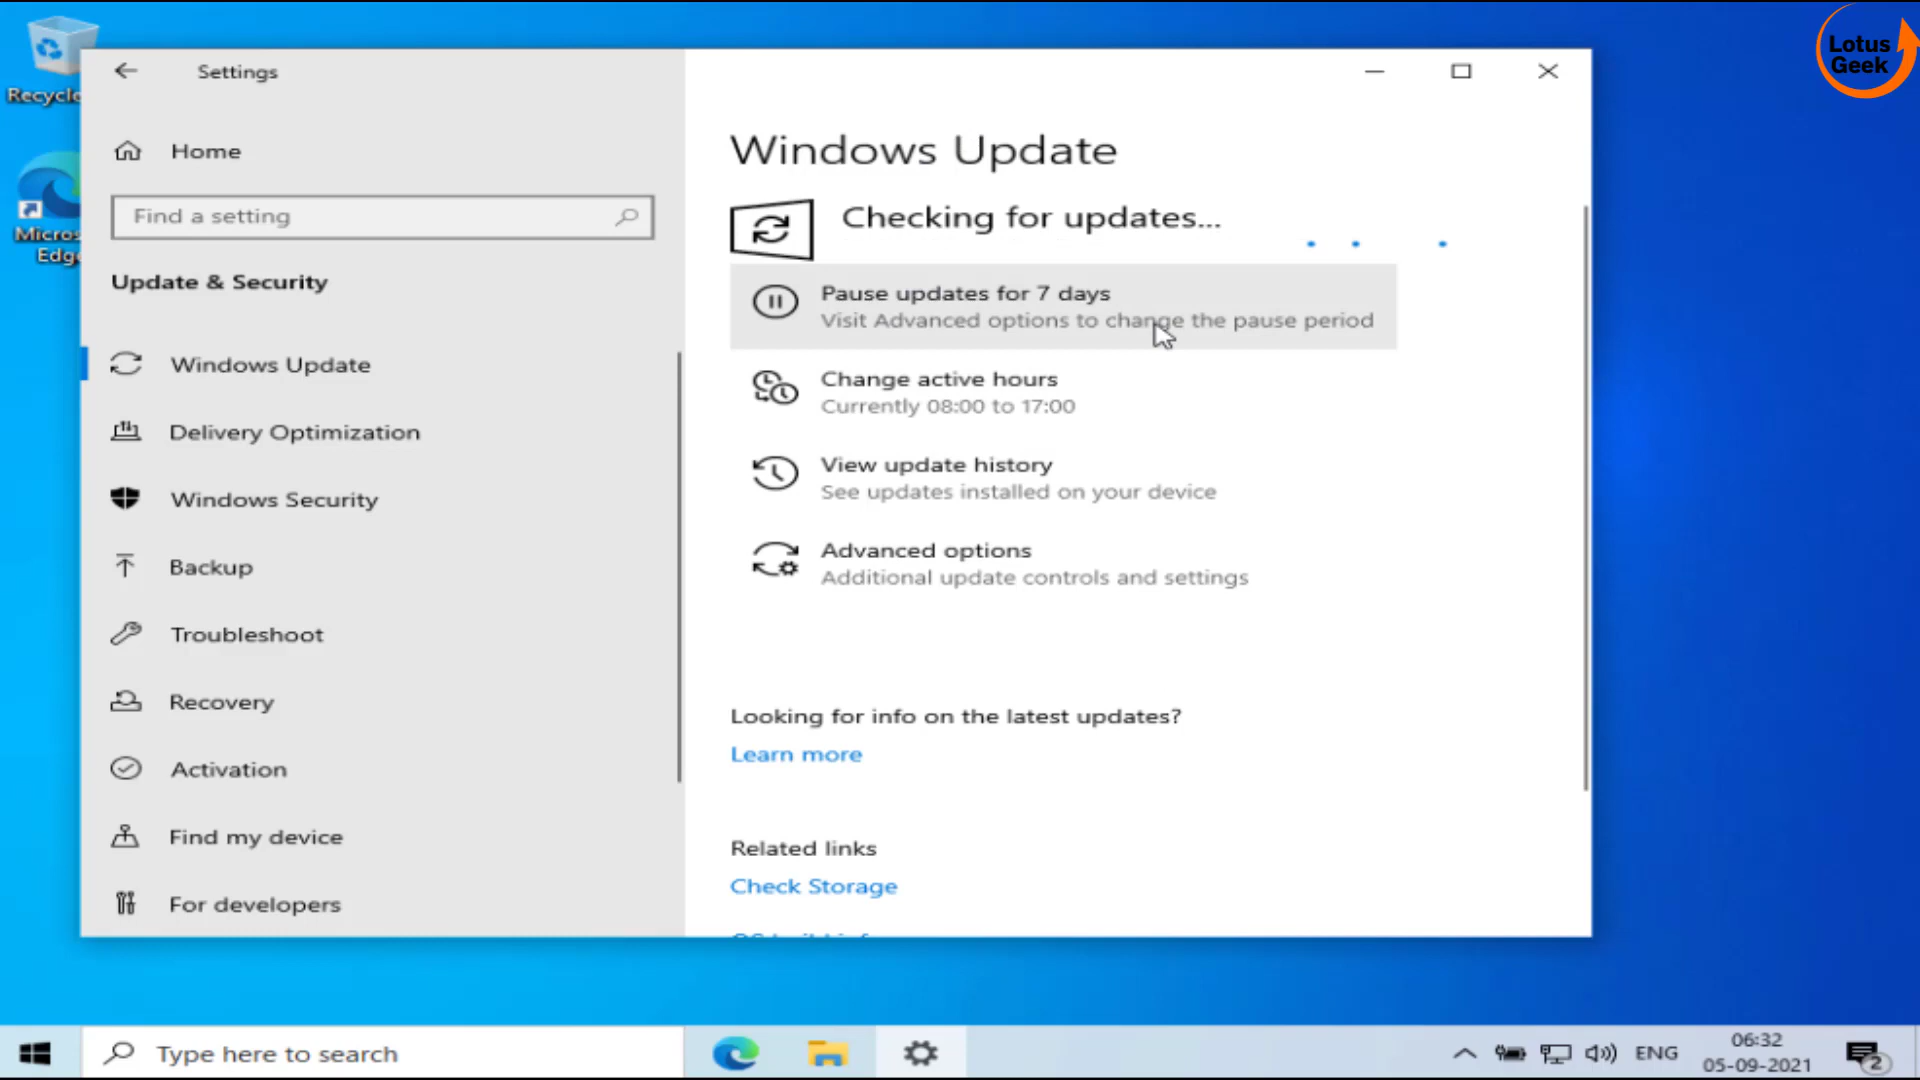 Lotus
Geek
Recycle
Micros
Edge
Settings
Home
Find a setting
Update & Security
Windows Update
Delivery Optimization
Windows Security
Backup
Troubleshoot
Recovery
Activation
Find my device
For developers
Windows Update
Checking for updates...
Pause updates for 7 days
Visit Advanced options to change the pause period
Change active hours
Currently 08:00 to 17:00
View update history
See updates installed on your device
Advanced options
Additional update controls and settings
Looking for info on the latest updates?
Learn more
Related links
Check Storage
Type here to search
ENG
06:32
05-09-2021
2